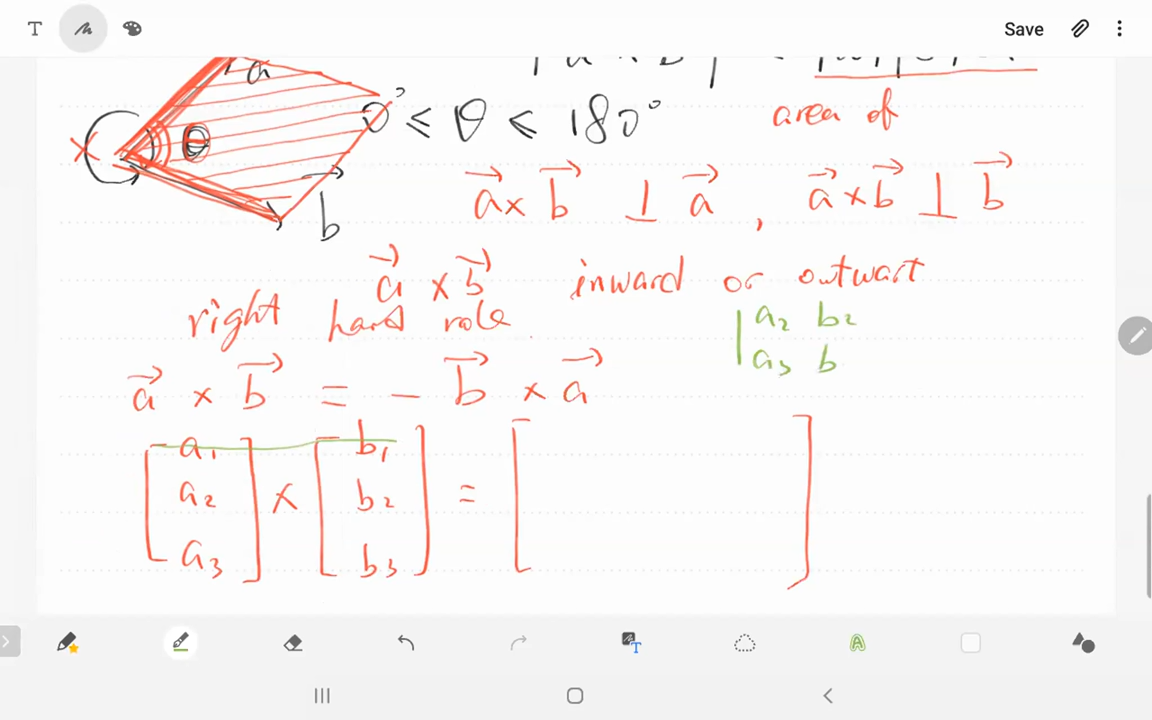 Save
a
θ 0° ≤ θ ≤ 180° area of
b a × b ⊥ a , a × b ⊥ b
a × b inward or outwart
right hard role
a2 b2
a3 b
a × b = - b × a
a1 b1
a2 × b2 =
a3 b3